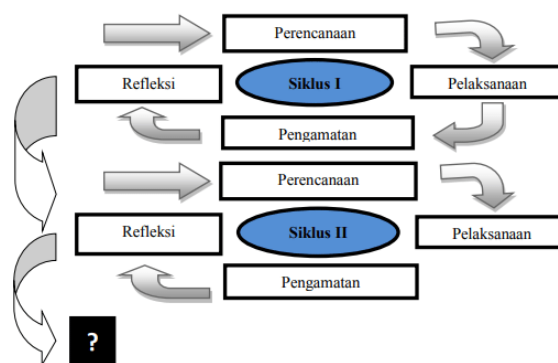 Perencanaan
Refleksi
Siklus I
Pelaksanaan
Pengamatan
Perencanaan
Refleksi
Siklus II
Pelaksanaan
Pengamatan
?